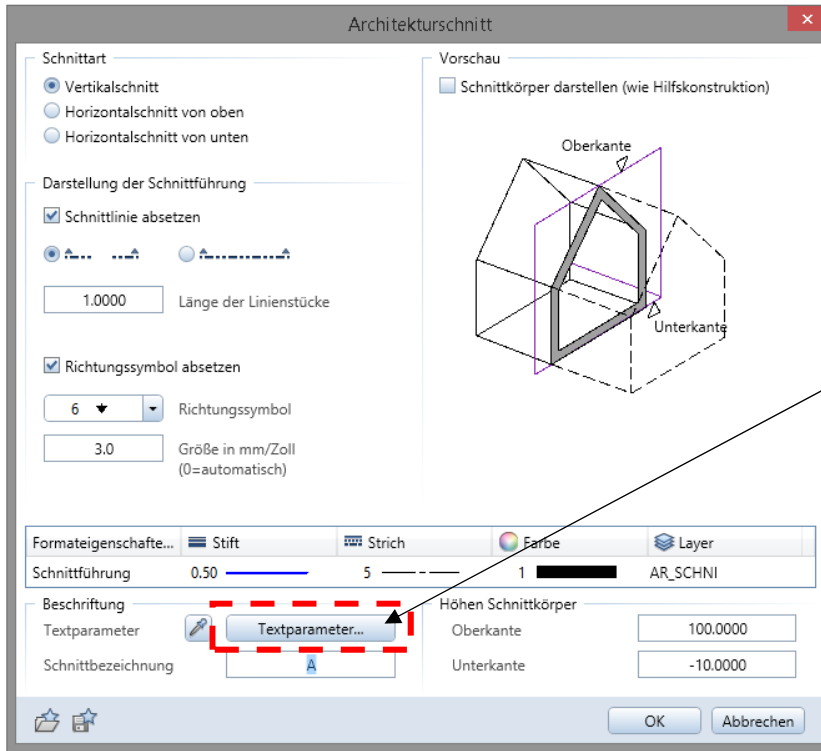 Architekturschnitt
Schnittart
Vertikalschnitt
Horizontalschnitt von oben
Horizontalschnitt von unten
Darstellung der Schnittführung
Schnittlinie absetzen
1.0000 Länge der Linienstücke
Richtungssymbol absetzen
6 Richtungssymbol
3.0 Größe in mm/Zoll
(0=automatisch)
Vorschau
Schnittkörper darstellen (wie Hilfskonstruktion)
Oberkante
Unterkante
Formateigenschafte... Stift Strich Farbe Layer
Schnittführung 0.50 5 1 AR_SCHNI
Beschriftung
Textparameter Textparameter...
Schnittbezeichnung A
Höhen Schnittkörper
Oberkante 100.0000
Unterkante -10.0000
OK Abbrechen